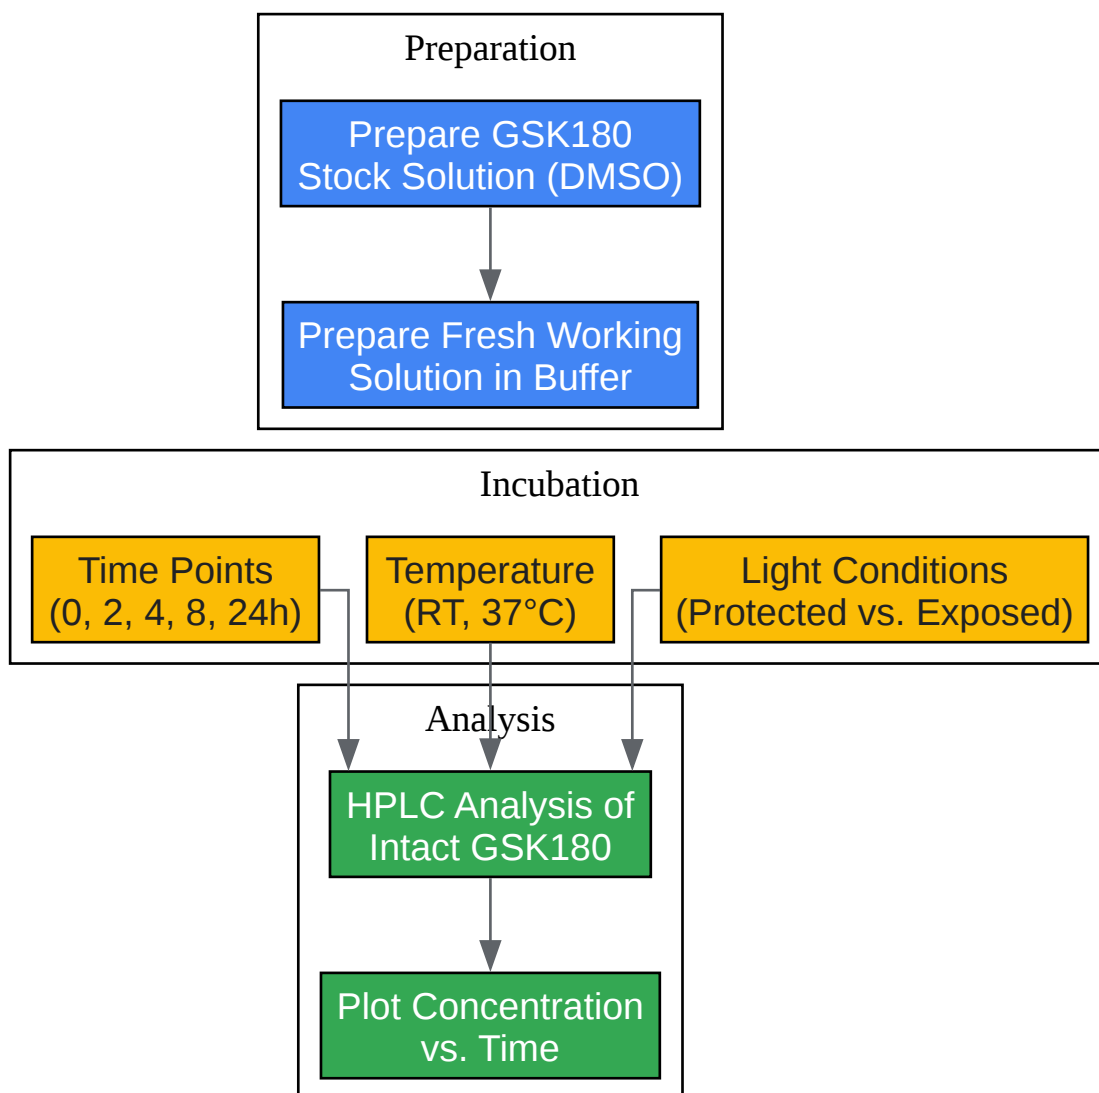 Preparation
Prepare GSK180
Stock Solution (DMSO)
Prepare Fresh Working
Solution in Buffer
Incubation
Time Points
(0, 2, 4, 8, 24h)
Temperature
(RT, 37°C)
Light Conditions
(Protected vs. Exposed)
Analysis
HPLC Analysis of
Intact GSK180
Plot Concentration
vs. Time